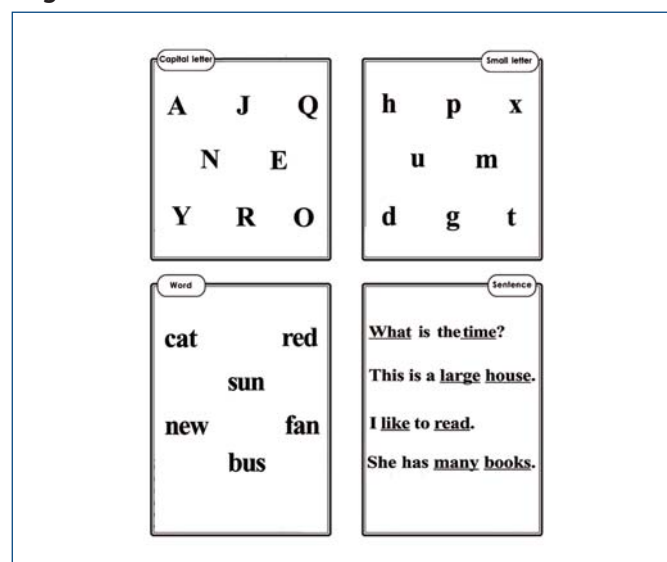 Capital letter
A J Q
N E
Y R O
Small letter
h p x
u m
d g t
Word
cat red
sun
new fan
bus
Sentence
What is the time?
This is a large house.
I like to read.
She has many books.